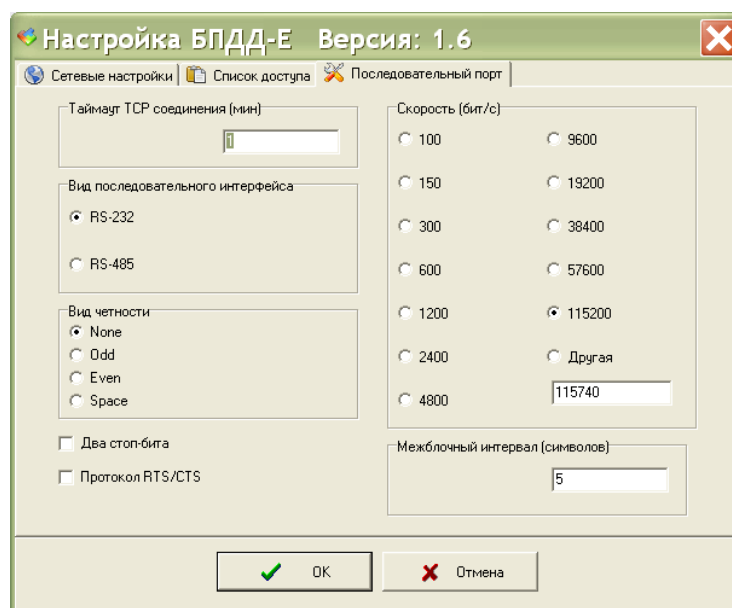 Настройка БПДД-Е Версия: 1.6
Сетевые настройки Список доступа Последовательный порт
Таймаут TCP соединения (мин)
1
Вид последовательного интерфейса
RS-232
RS-485
Вид четности
None
Odd
Even
Space
Два стоп-бита
Протокол RTS/CTS
Скорость (бит/с)
100
150
300
600
1200
2400
4800
9600
19200
38400
57600
115200
Другая
115740
Межблочный интервал (символов)
5
OK
Отмена